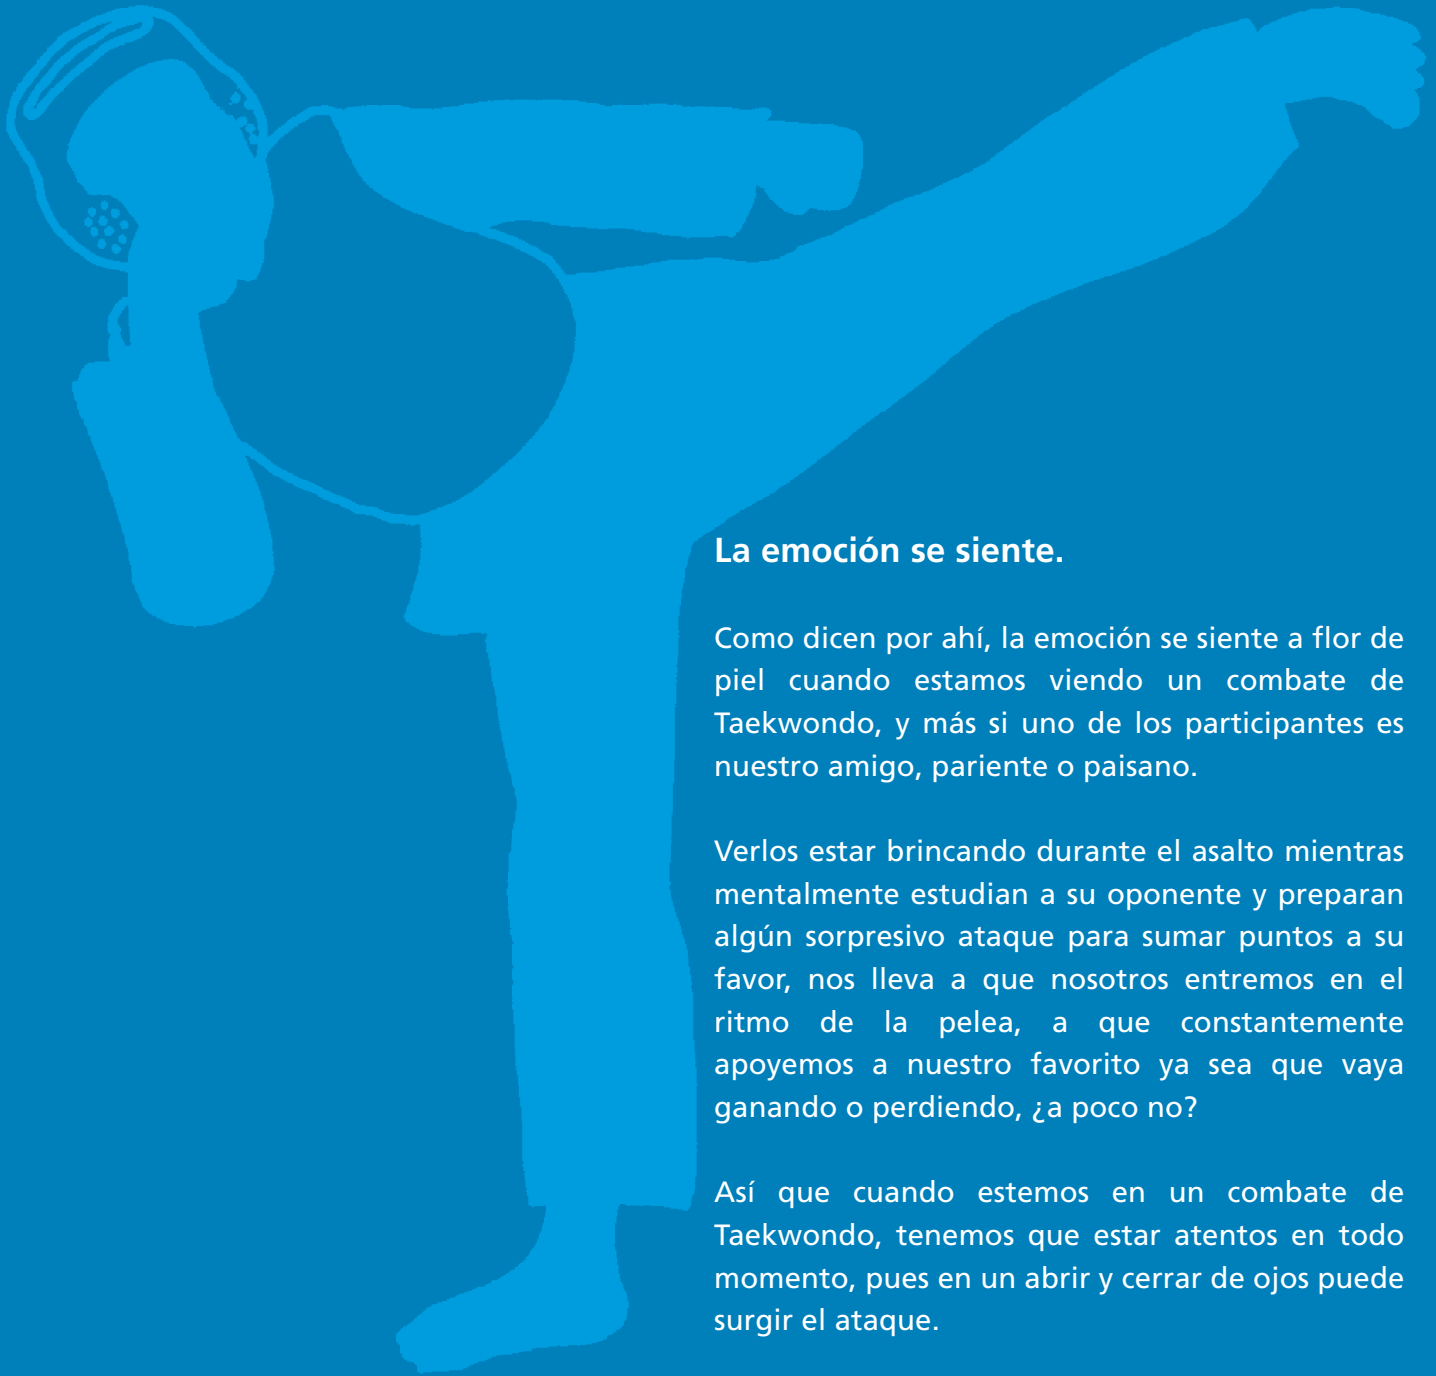 La emoción se siente.
Como dicen por ahí, la emoción se siente a flor de
piel cuando estamos viendo un combate de
Taekwondo, y más si uno de los participantes es
nuestro amigo, pariente o paisano.
Verlos estar brincando durante el asalto mientras
mentalmente estudian a su oponente y preparan
algún sorpresivo ataque para sumar puntos a su
favor, nos lleva a que nosotros entremos en el
ritmo de la pelea, a que constantemente
apoyemos a nuestro favorito ya sea que vaya
ganando o perdiendo, ¿a poco no?
Así que cuando estemos en un combate de
Taekwondo, tenemos que estar atentos en todo
momento, pues en un abrir y cerrar de ojos puede
surgir el ataque.